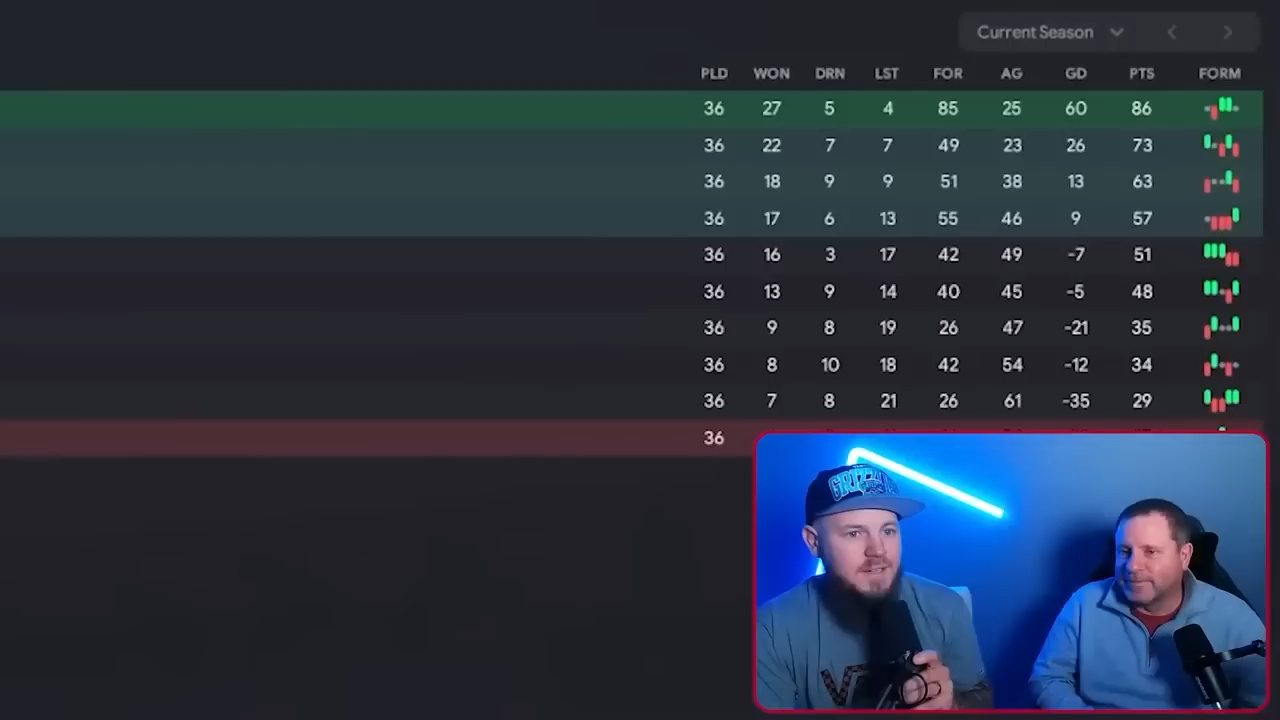 Current Season
PLD WON DRN LST FOR AG GD PTS FORM
36 27 5 4 85 25 60 86
36 22 7 7 49 23 26 73
36 18 9 9 51 38 13 63
36 17 6 13 55 46 9 57
36 16 3 17 42 49 -7 51
36 13 9 14 40 45 -5 48
36 9 8 19 26 47 -21 35
36 8 10 18 42 54 -12 34
36 7 8 21 26 61 -35 29
36